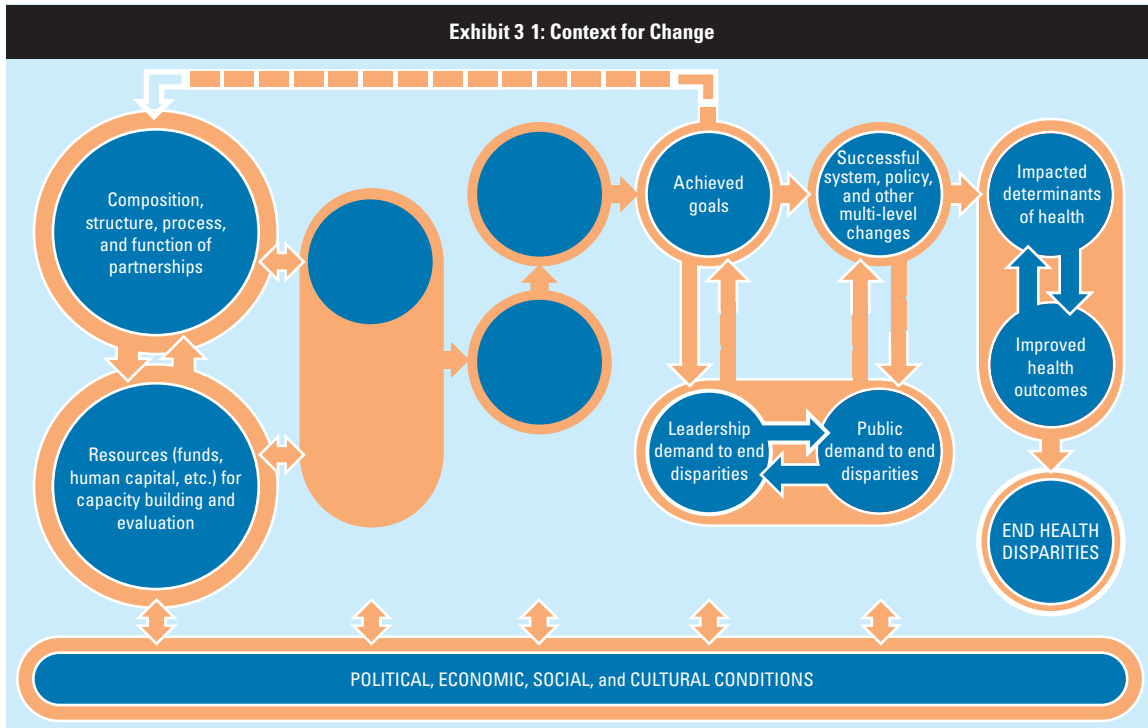 Exhibit 3 1: Context for Change
Composition,
structure, process,
and function of
partnerships
Resources (funds,
human capital, etc.) for
capacity building and
evaluation
Achieved
goals
Successful
system, policy,
and other
multi-level
changes
Impacted
determinants
of health
Improved
health
outcomes
Leadership
demand to end
disparities
Public
demand to end
disparities
END HEALTH
DISPARITIES
POLITICAL, ECONOMIC, SOCIAL, and CULTURAL CONDITIONS